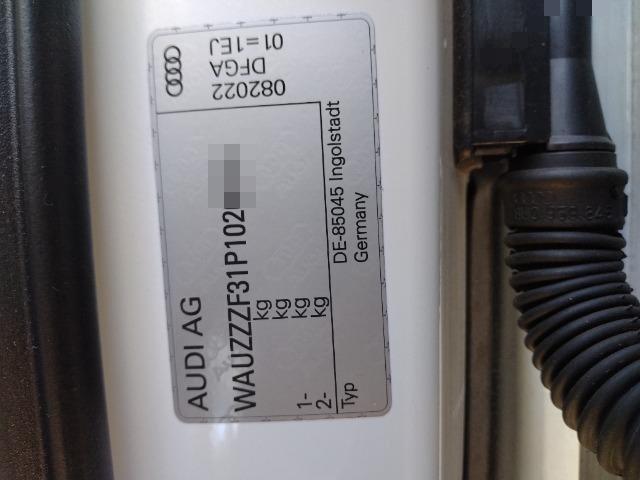 AUDI AG
WAUZZZF31P102
kg
kg
1- kg
2- kg
Typ
DE-85045 Ingolstadt
Germany
082022
DFGA
01=1EJ